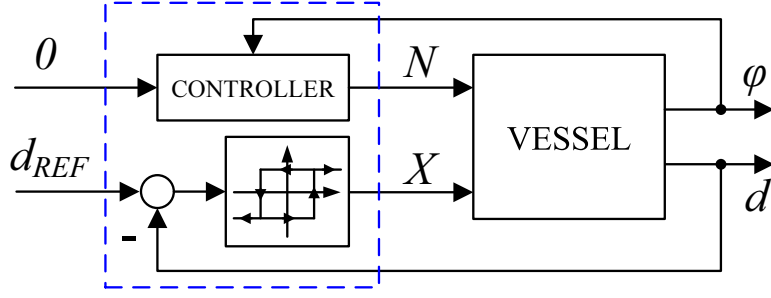 0
CONTROLLER
N
φ
VESSEL
d_REF
X
d
-